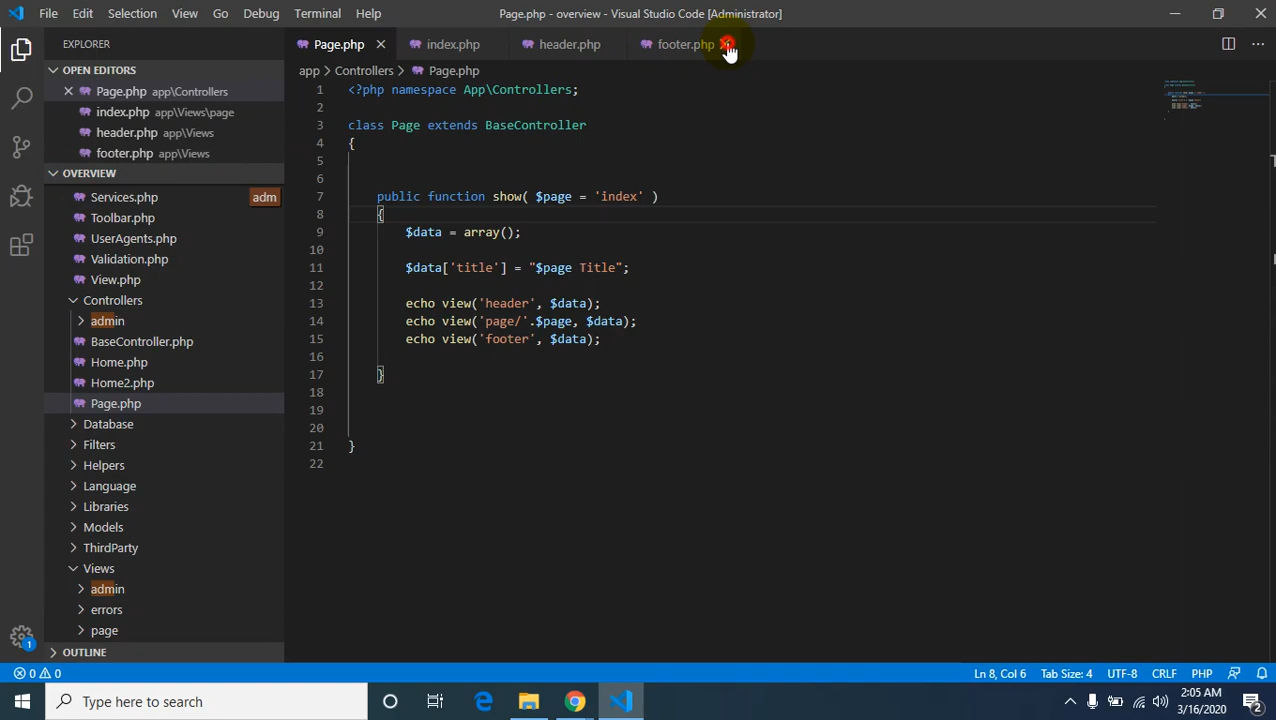 File Edit Selection View Go Debug Terminal Help
Page.php - overview - Visual Studio Code [Administrator]
EXPLORER
OPEN EDITORS
Page.php app\Controllers
index.php app\Views\page
header.php app\Views
footer.php app\Views
OVERVIEW
Services.php adm
Toolbar.php
UserAgents.php
Validation.php
View.php
Controllers
admin
BaseController.php
Home.php
Home2.php
Page.php
Database
Filters
Helpers
Language
Libraries
Models
ThirdParty
Views
admin
errors
page
OUTLINE
Page.php index.php header.php footer.php
app > Controllers > Page.php
1 <?php namespace App\Controllers;
2
3 class Page extends BaseController
4 {
5
6
7 public function show( $page = 'index' )
8 {
9 $data = array();
10
11 $data['title'] = "$page Title";
12
13 echo view('header', $data);
14 echo view('page/'.$page, $data);
15 echo view('footer', $data);
16
17 }
18
19
20
21 }
22
1
0 0 Ln 8, Col 6 Tab Size: 4 UTF-8 CRLF PHP
Type here to search
2:05 AM
3/16/2020
2